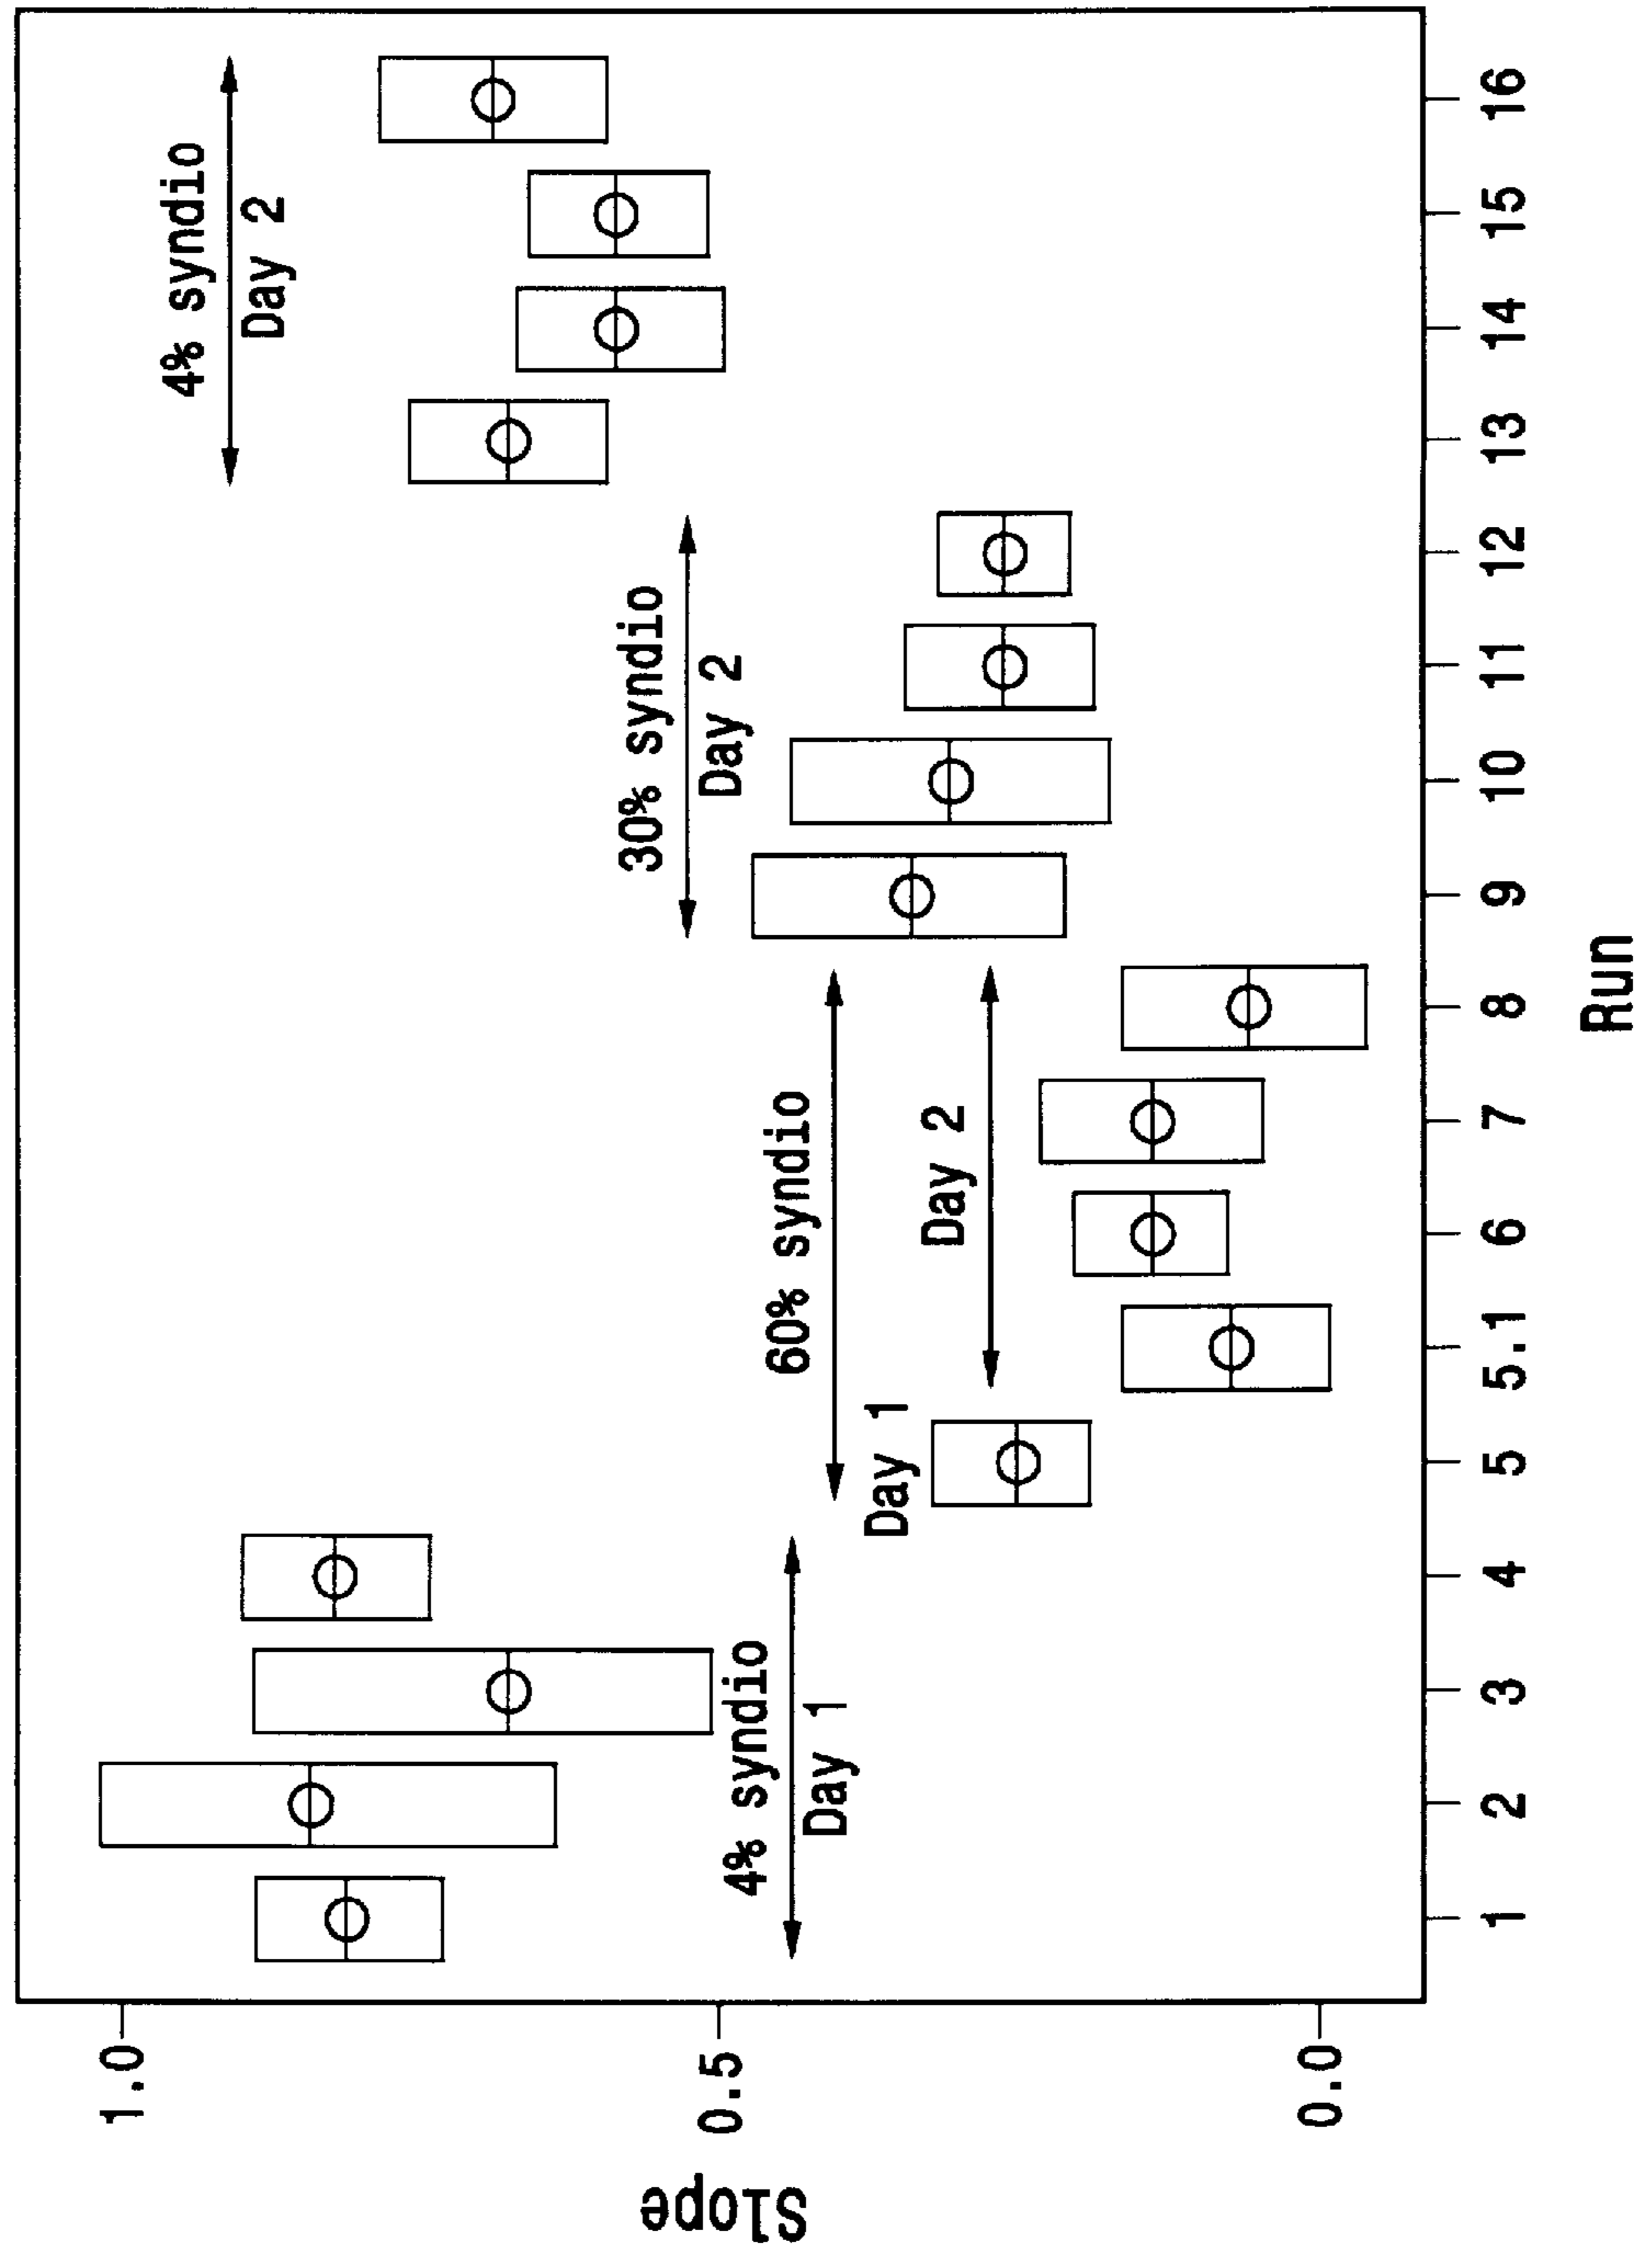 4% syndio
Day 2
30% syndio
Day 2
60% syndio
Day 1
Day 2
4% syndio
Day 1
1.0
0.5
0.0
Slope
1 2 3 4 5 5.1 6 7 8 9 10 11 12 13 14 15 16
Run